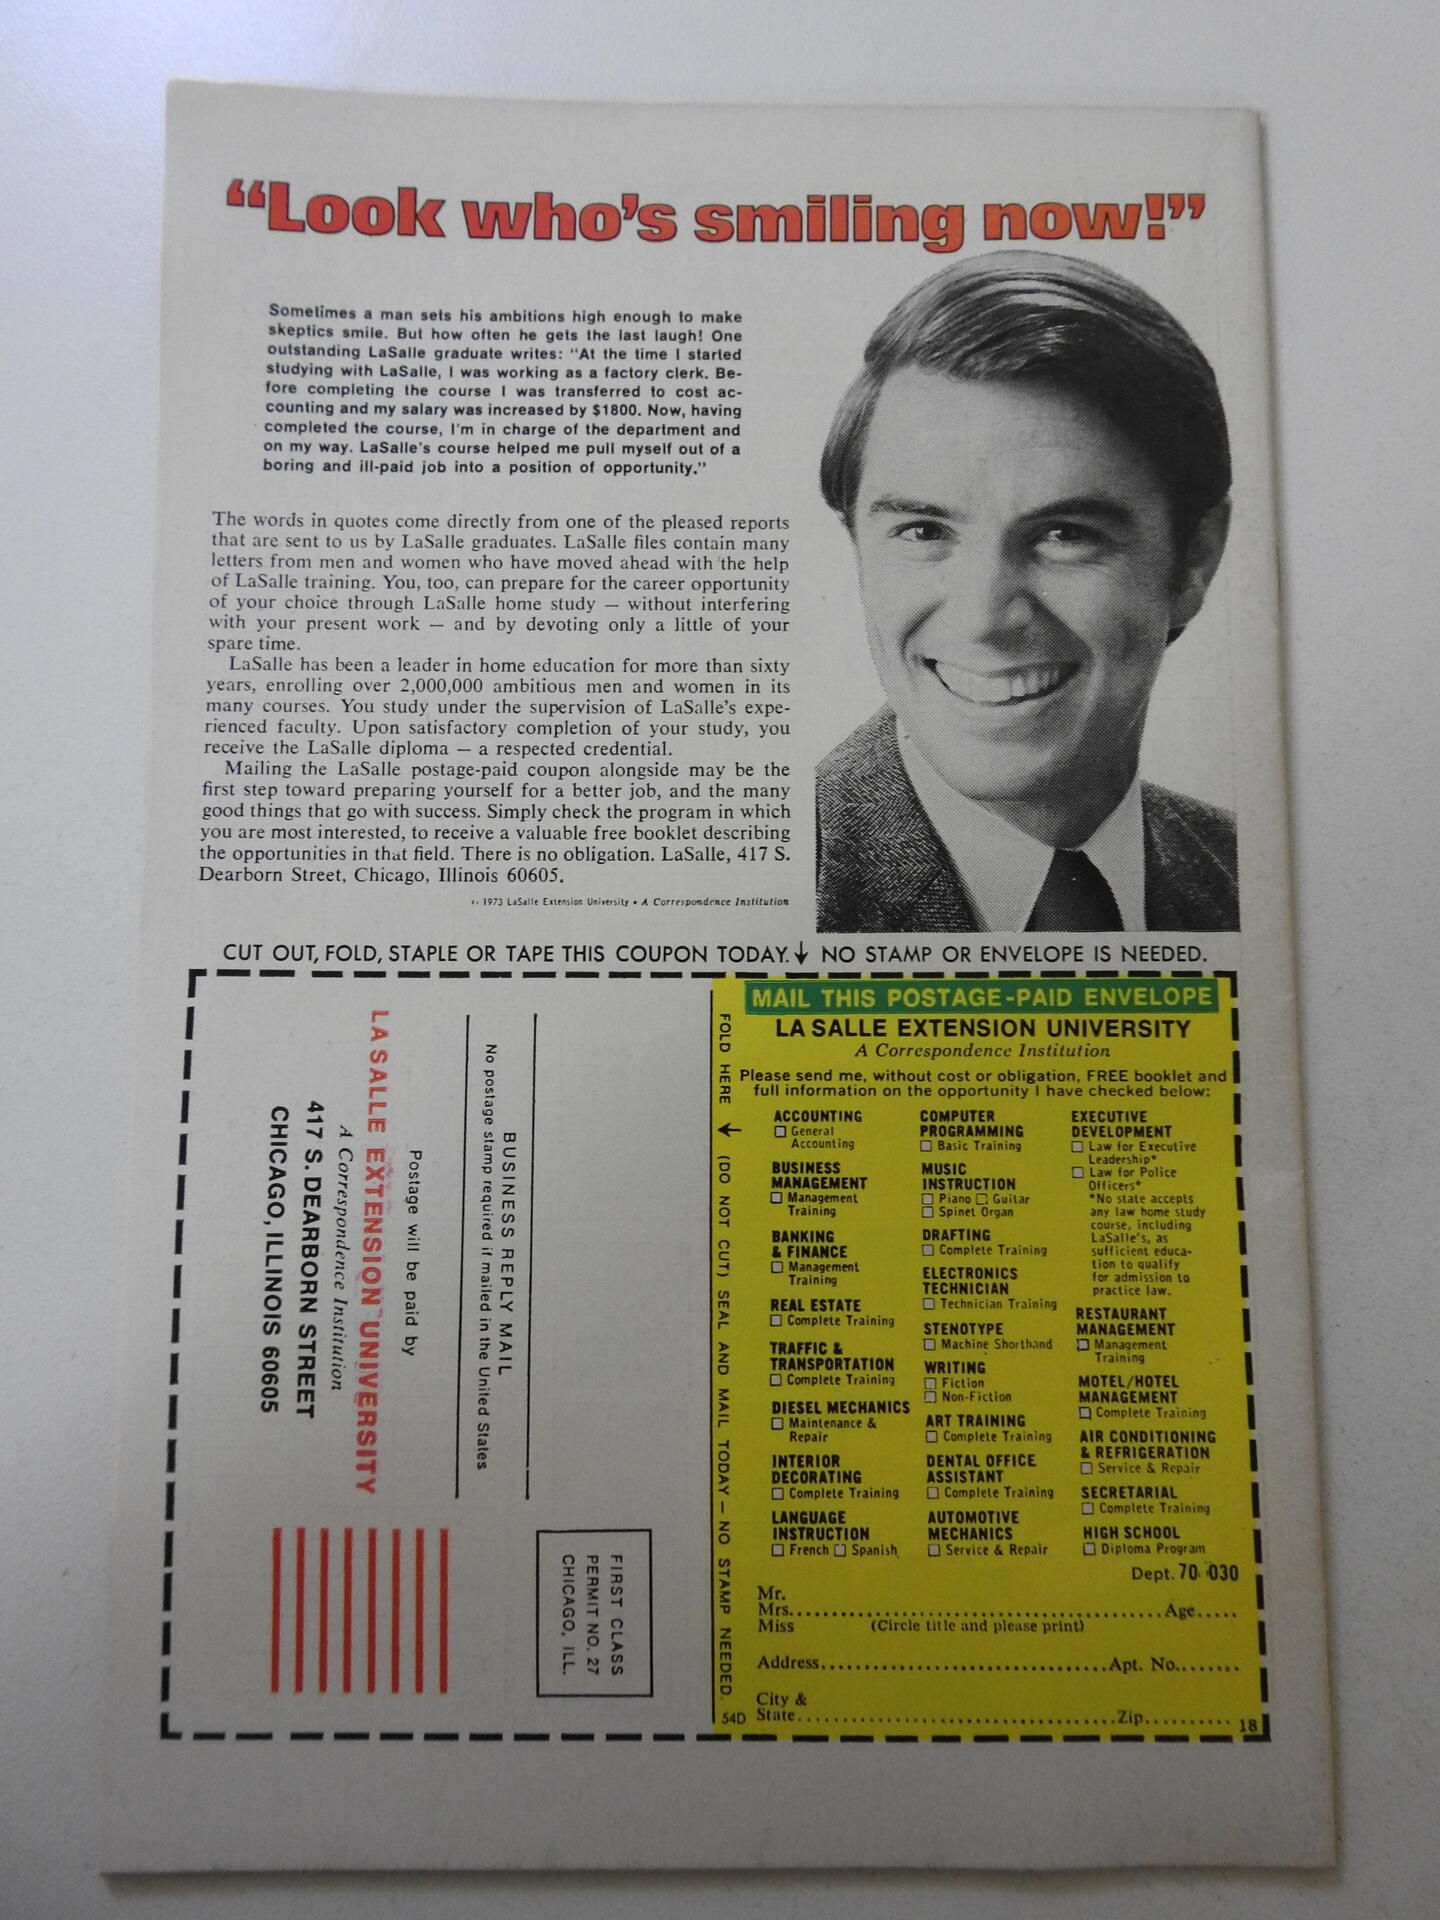 “Look who’s smiling now!”
Sometimes a man sets his ambitions high enough to make
skeptics smile. But how often he gets the last laugh! One
outstanding LaSalle graduate writes: "At the time I started
studying with LaSalle, I was working as a factory clerk. Be-
fore completing the course I was transferred to cost ac-
counting and my salary was increased by $1800. Now, having
completed the course, I'm in charge of the department and
on my way. LaSalle's course helped me pull myself out of a
boring and ill-paid job into a position of opportunity."
The words in quotes come directly from one of the pleased reports
that are sent to us by LaSalle graduates. LaSalle files contain many
letters from men and women who have moved ahead with the help
of LaSalle training. You, too, can prepare for the career opportunity
of your choice through LaSalle home study — without interfering
with your present work — and by devoting only a little of your
spare time.
LaSalle has been a leader in home education for more than sixty
years, enrolling over 2,000,000 ambitious men and women in its
many courses. You study under the supervision of LaSalle's expe-
rienced faculty. Upon satisfactory completion of your study, you
receive the LaSalle diploma — a respected credential.
Mailing the LaSalle postage-paid coupon alongside may be the
first step toward preparing yourself for a better job, and the many
good things that go with success. Simply check the program in which
you are most interested, to receive a valuable free booklet describing
the opportunities in that field. There is no obligation. LaSalle, 417 S.
Dearborn Street, Chicago, Illinois 60605.
© 1973 LaSalle Extension University • A Correspondence Institution
CUT OUT, FOLD, STAPLE OR TAPE THIS COUPON TODAY. ↓ NO STAMP OR ENVELOPE IS NEEDED.
FIRST CLASS
PERMIT NO. 27
CHICAGO, ILL.
BUSINESS REPLY MAIL
No postage stamp required if mailed in the United States
Postage will be paid by
LA SALLE EXTENSION UNIVERSITY
A Correspondence Institution
417 S. DEARBORN STREET
CHICAGO, ILLINOIS 60605
FOLD HERE ← (DO NOT CUT) SEAL AND MAIL TODAY — NO STAMP NEEDED.
54D
MAIL THIS POSTAGE-PAID ENVELOPE
LA SALLE EXTENSION UNIVERSITY
A Correspondence Institution
Please send me, without cost or obligation, FREE booklet and
full information on the opportunity I have checked below:
ACCOUNTING
☐ General
Accounting
BUSINESS
MANAGEMENT
☐ Management
Training
BANKING
& FINANCE
☐ Management
Training
REAL ESTATE
☐ Complete Training
TRAFFIC &
TRANSPORTATION
☐ Complete Training
DIESEL MECHANICS
☐ Maintenance &
Repair
INTERIOR
DECORATING
☐ Complete Training
LANGUAGE
INSTRUCTION
☐ French ☐ Spanish
COMPUTER
PROGRAMMING
☐ Basic Training
MUSIC
INSTRUCTION
☐ Piano ☐ Guitar
☐ Spinet Organ
DRAFTING
☐ Complete Training
ELECTRONICS
TECHNICIAN
☐ Technician Training
STENOTYPE
☐ Machine Shorthand
WRITING
☐ Fiction
☐ Non-Fiction
ART TRAINING
☐ Complete Training
DENTAL OFFICE
ASSISTANT
☐ Complete Training
AUTOMOTIVE
MECHANICS
☐ Service & Repair
EXECUTIVE
DEVELOPMENT
☐ Law for Executive
Leadership*
☐ Law for Police
Officers*
*No state accepts
any law home study
course, including
LaSalle's, as
sufficient educa-
tion to qualify
for admission to
practice law.
RESTAURANT
MANAGEMENT
☐ Management
Training
MOTEL/HOTEL
MANAGEMENT
☐ Complete Training
AIR CONDITIONING
& REFRIGERATION
☐ Service & Repair
SECRETARIAL
☐ Complete Training
HIGH SCHOOL
☐ Diploma Program
Dept. 70-030
Mr.
Mrs. Age
Miss (Circle title and please print)
Address Apt. No.
City &
State Zip
18